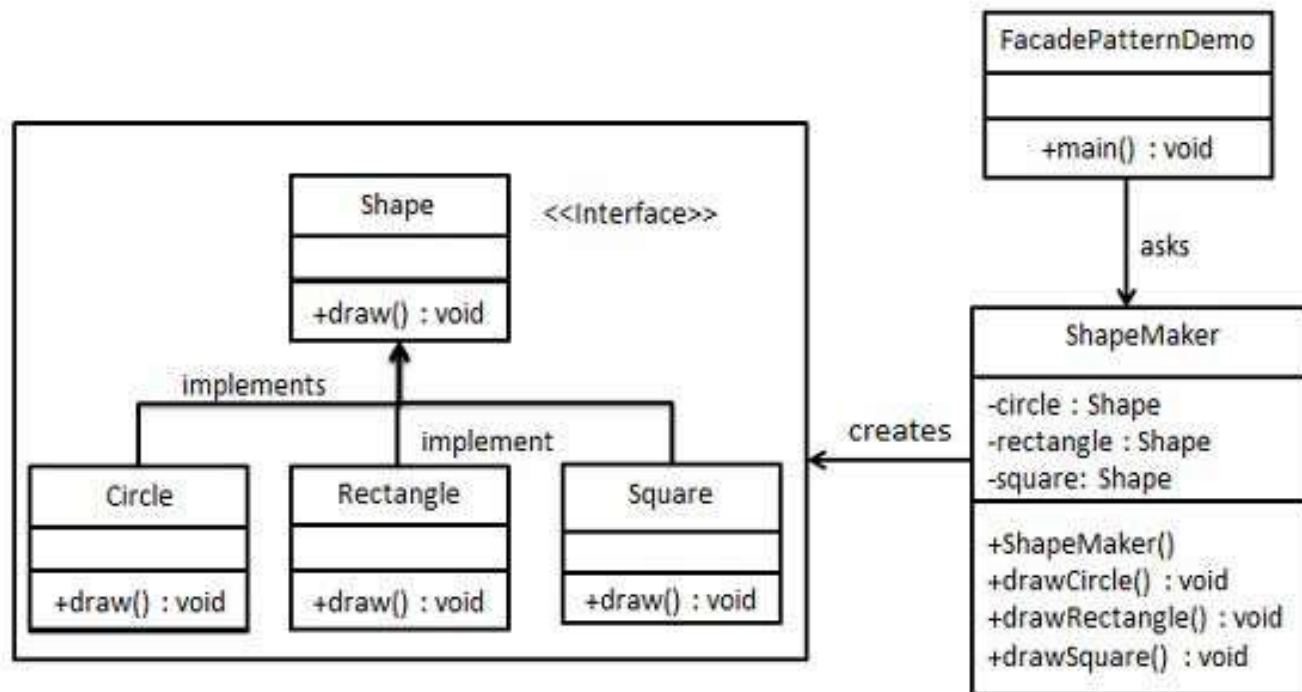 FacadePatternDemo
+main() : void
asks
Shape
<<Interface>>
+draw() : void
implements
implement
Circle
+draw() : void
Rectangle
+draw() : void
Square
+draw() : void
creates
ShapeMaker
-circle : Shape
-rectangle : Shape
-square: Shape
+ShapeMaker()
+drawCircle() : void
+drawRectangle() : void
+drawSquare() : void